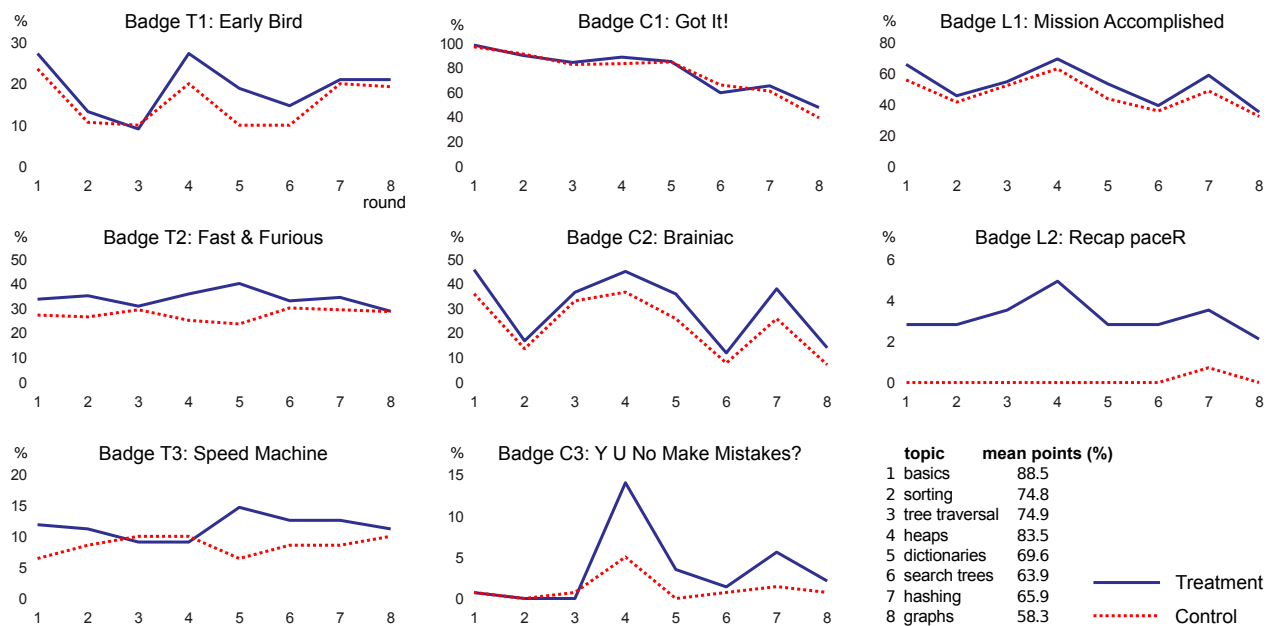 Badge T1: Early Bird
%
30
20
10
0
1 2 3 4 5 6 7 8
round
Badge C1: Got It!
%
100
80
60
40
20
0
1 2 3 4 5 6 7 8
Badge L1: Mission Accomplished
%
80
60
40
20
0
1 2 3 4 5 6 7 8
Badge T2: Fast & Furious
%
50
40
30
20
10
0
1 2 3 4 5 6 7 8
Badge C2: Brainiac
%
50
40
30
20
10
0
1 2 3 4 5 6 7 8
Badge L2: Recap paceR
%
6
4
2
0
1 2 3 4 5 6 7 8
Badge T3: Speed Machine
%
20
15
10
5
0
1 2 3 4 5 6 7 8
Badge C3: Y U No Make Mistakes?
%
15
10
5
0
1 2 3 4 5 6 7 8
topic mean points (%)
1 basics 88.5
2 sorting 74.8
3 tree traversal 74.9
4 heaps 83.5
5 dictionaries 69.6
6 search trees 63.9
7 hashing 65.9
8 graphs 58.3
Treatment
Control